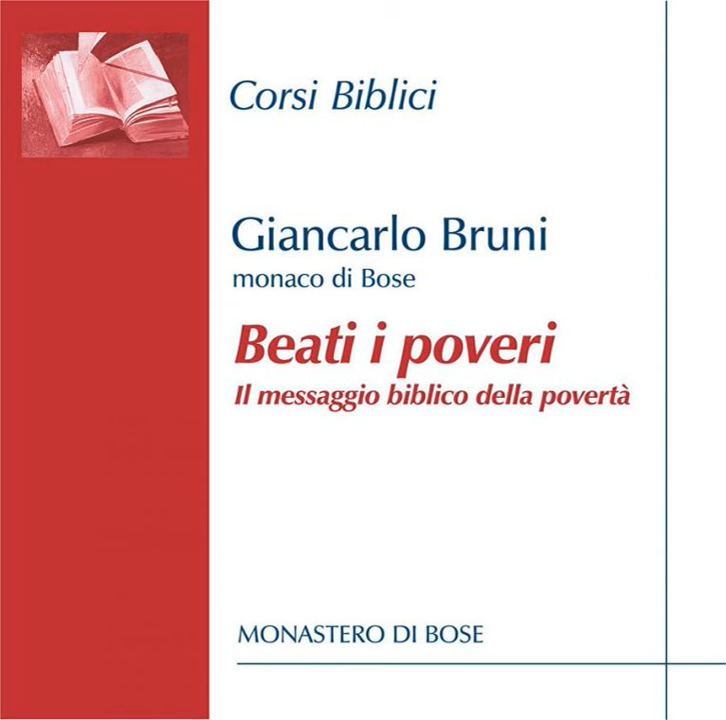 Corsi Biblici
Giancarlo Bruni
monaco di Bose
Beati i poveri
Il messaggio biblico della povertà
MONASTERO DI BOSE